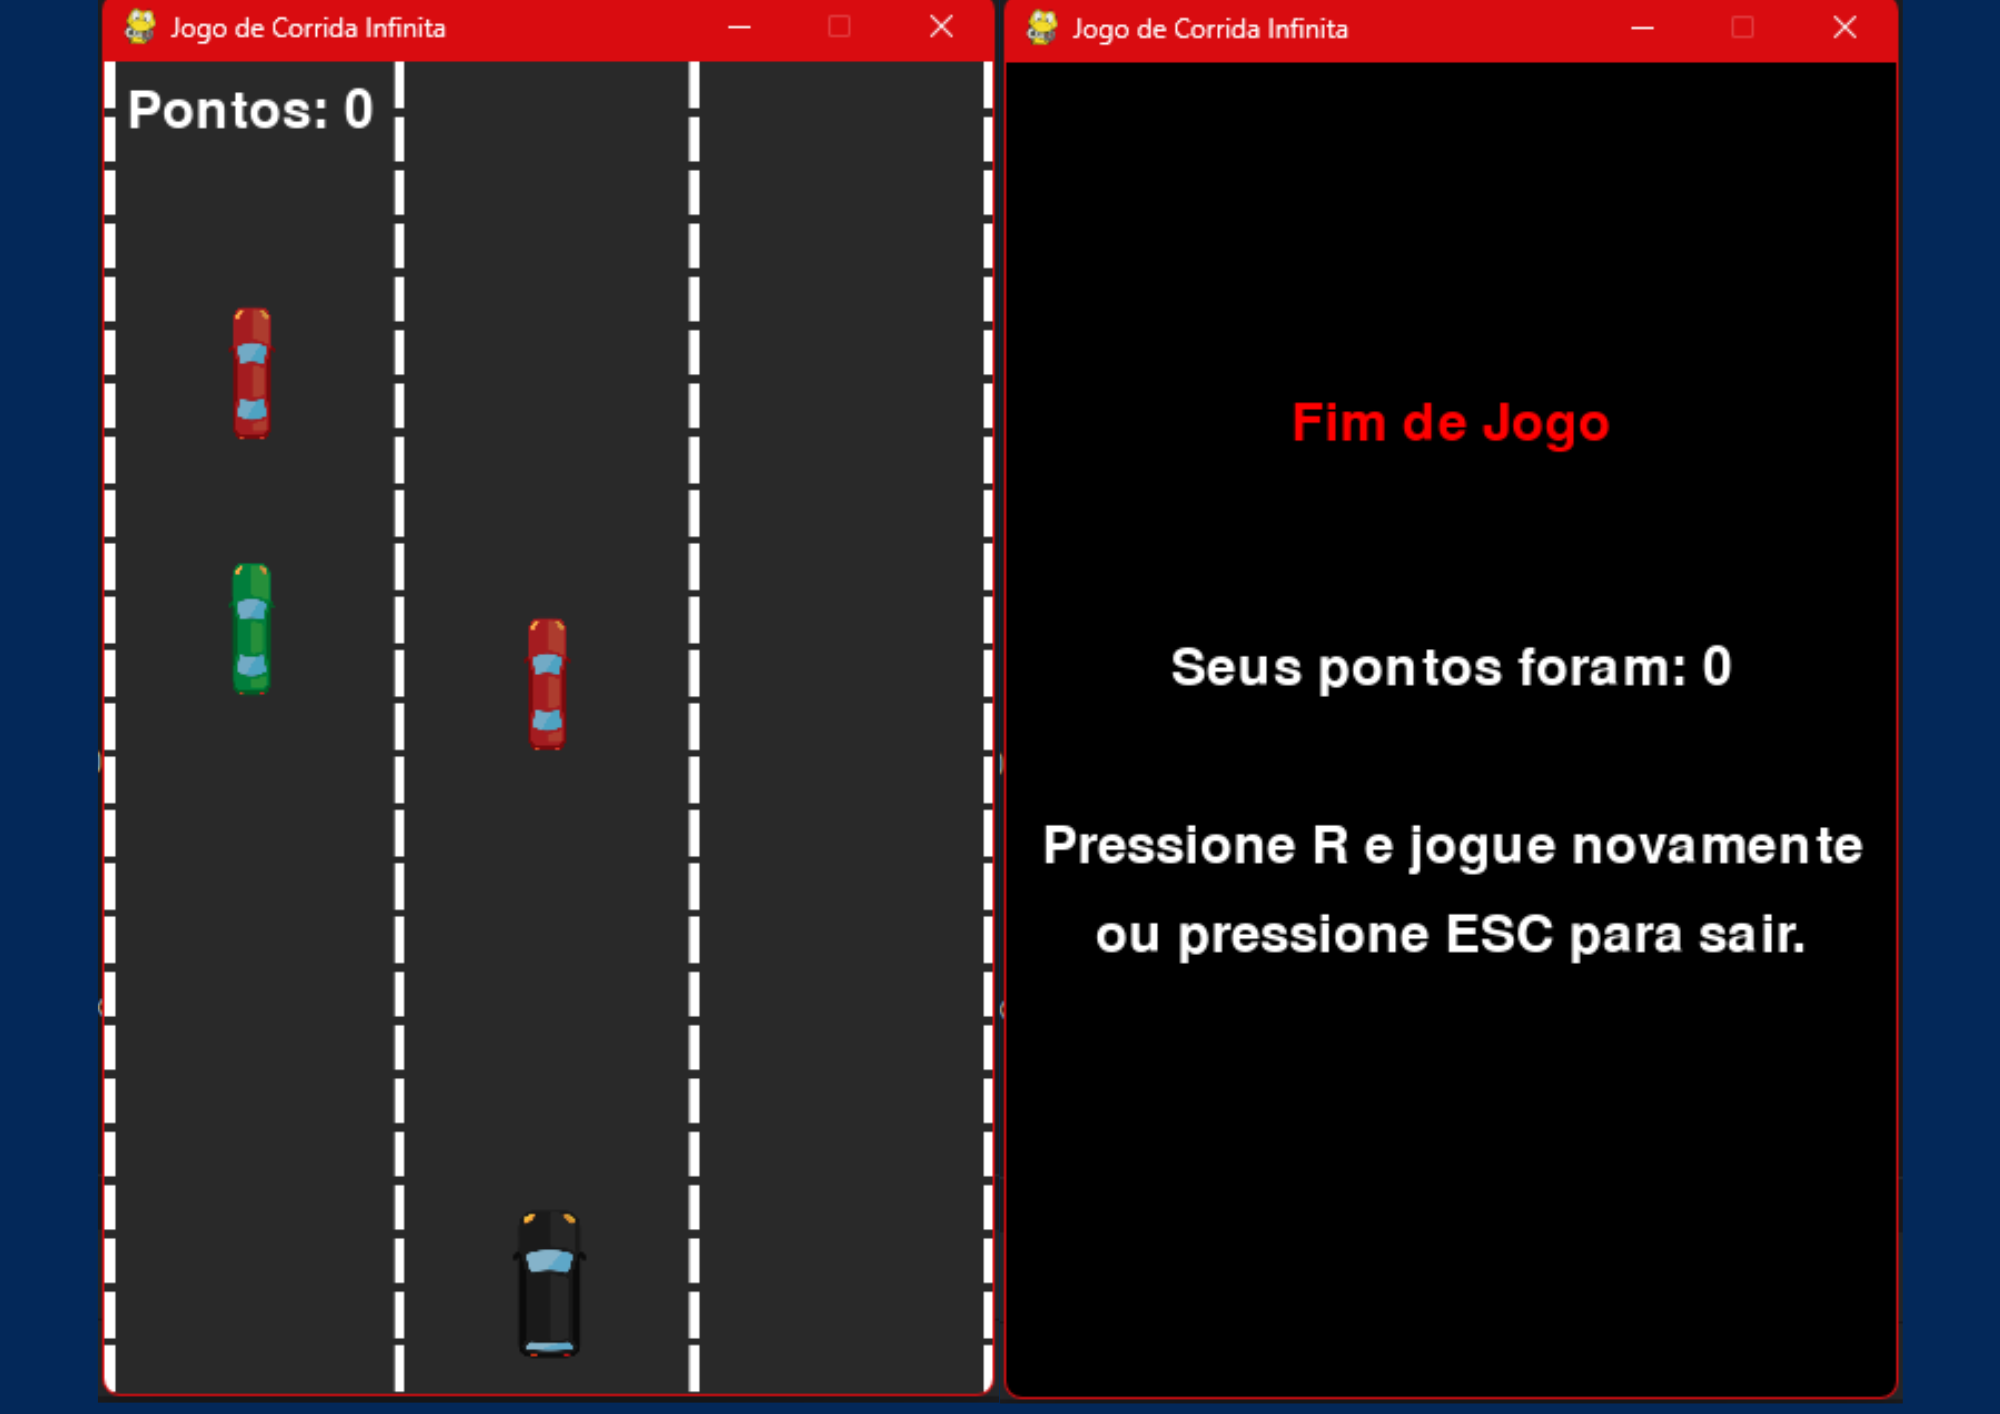 Jogo de Corrida Infinita
Pontos: 0
Jogo de Corrida Infinita
Fim de Jogo
Seus pontos foram: 0
Pressione R e jogue novamente
ou pressione ESC para sair.